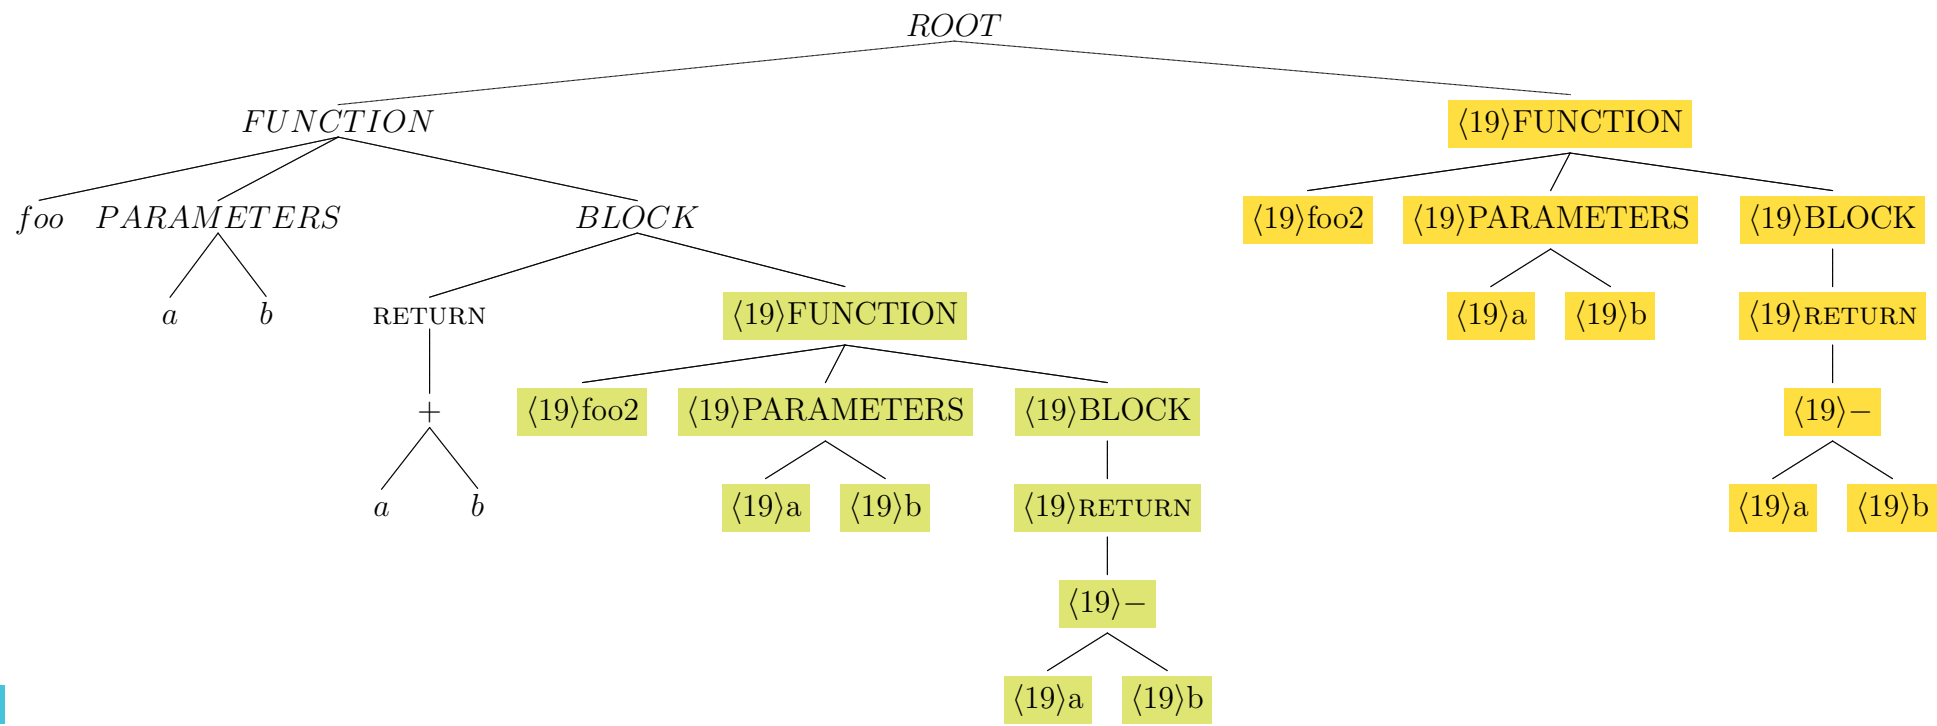 ROOT
FUNCTION ⟨19⟩FUNCTION
foo PARAMETERS BLOCK ⟨19⟩foo2 ⟨19⟩PARAMETERS ⟨19⟩BLOCK
a b RETURN ⟨19⟩FUNCTION ⟨19⟩a ⟨19⟩b ⟨19⟩RETURN
+ ⟨19⟩foo2 ⟨19⟩PARAMETERS ⟨19⟩BLOCK ⟨19⟩−
a b ⟨19⟩a ⟨19⟩b ⟨19⟩RETURN ⟨19⟩a ⟨19⟩b
⟨19⟩−
⟨19⟩a ⟨19⟩b